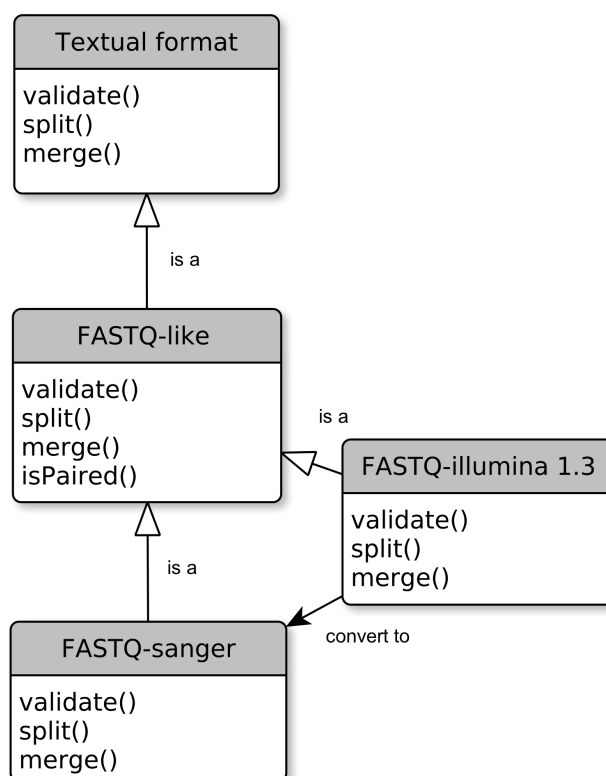 Textual format
validate()
split()
merge()
is a
FASTQ-like
validate()
split()
merge()
isPaired()
is a
FASTQ-illumina 1.3
validate()
split()
merge()
is a
convert to
FASTQ-sanger
validate()
split()
merge()